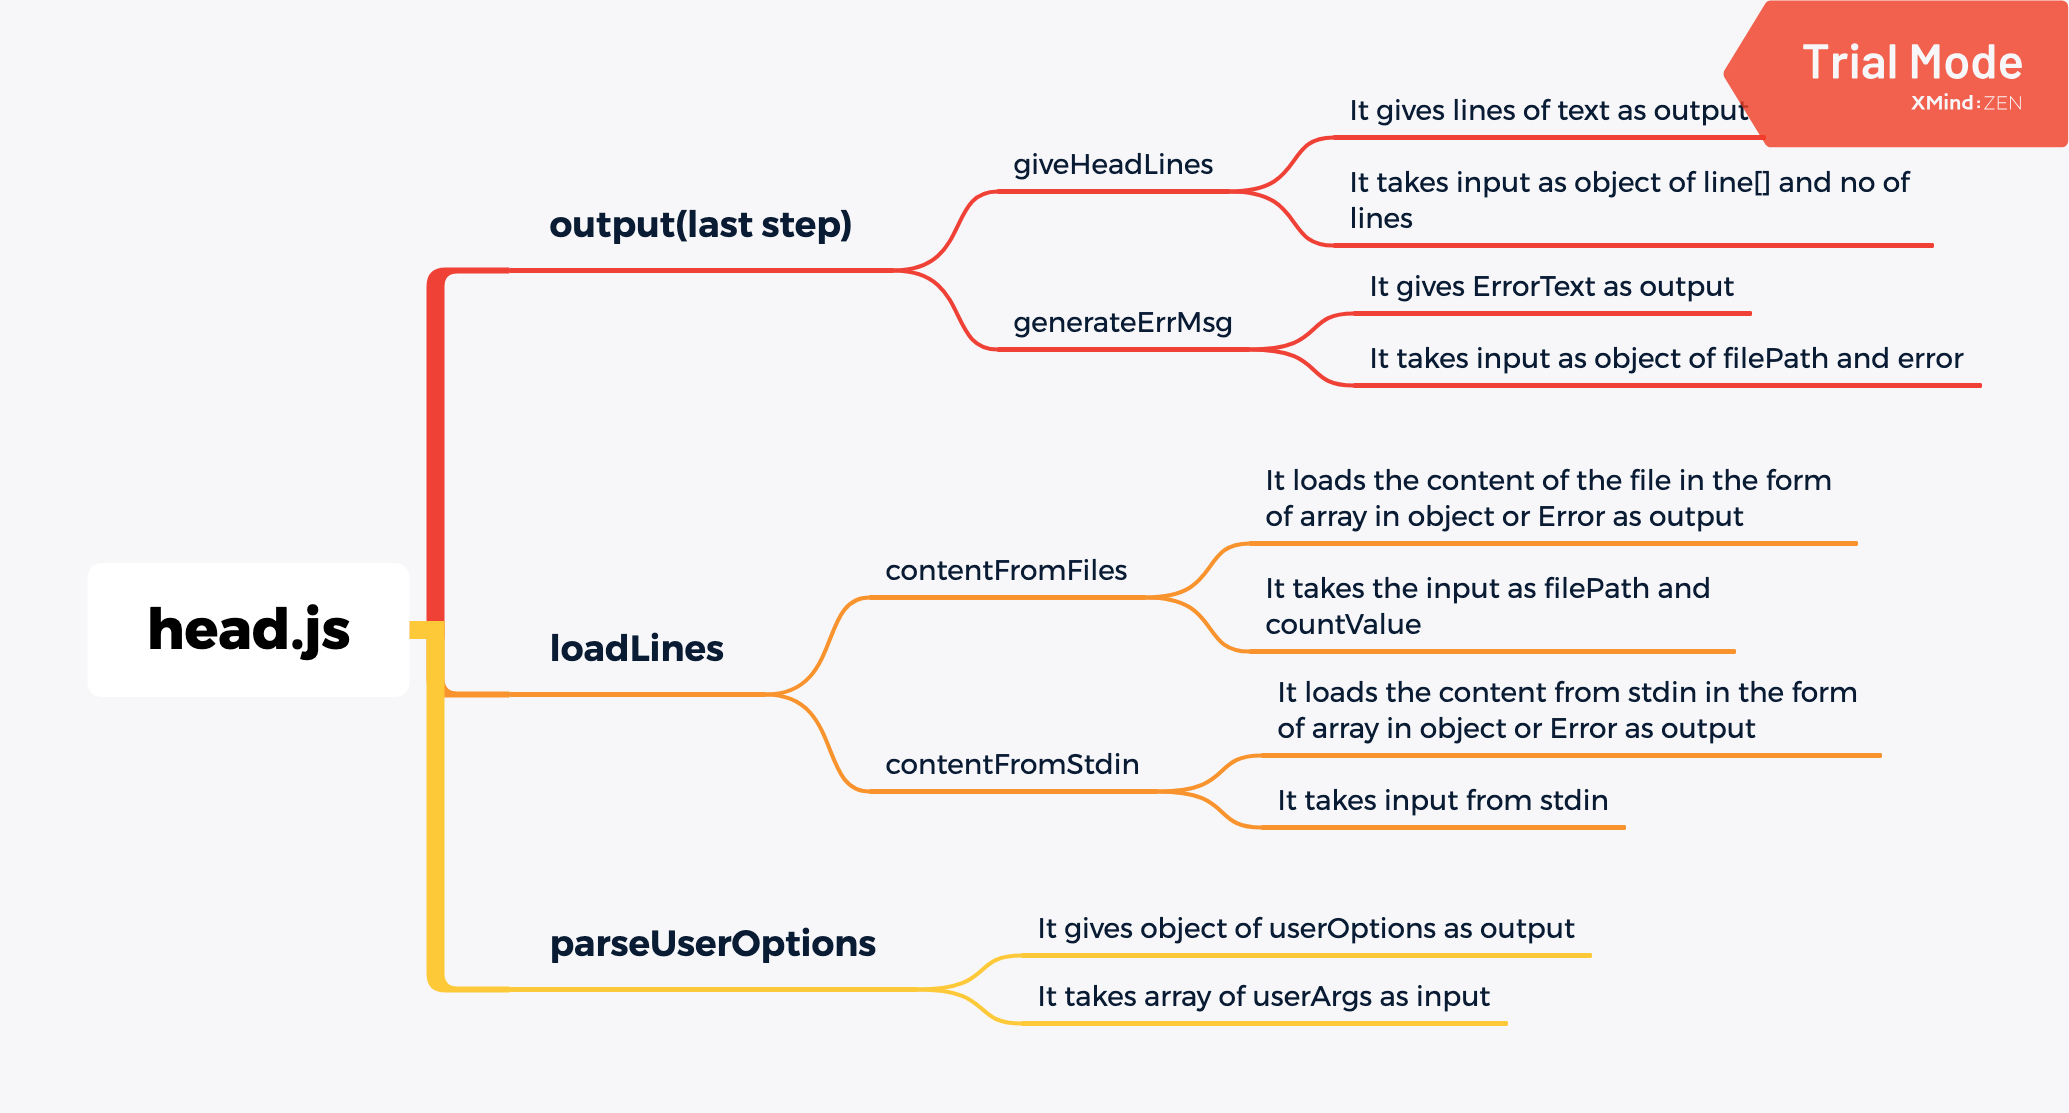 Trial Mode
XMind:ZEN
It gives lines of text as output
giveHeadLines
It takes input as object of line[] and no of
lines
output(last step)
It gives ErrorText as output
generateErrMsg
It takes input as object of filePath and error
It loads the content of the file in the form
of array in object or Error as output
contentFromFiles
It takes the input as filePath and
countValue
head.js
loadLines
It loads the content from stdin in the form
of array in object or Error as output
contentFromStdin
It takes input from stdin
parseUserOptions
It gives object of userOptions as output
It takes array of userArgs as input